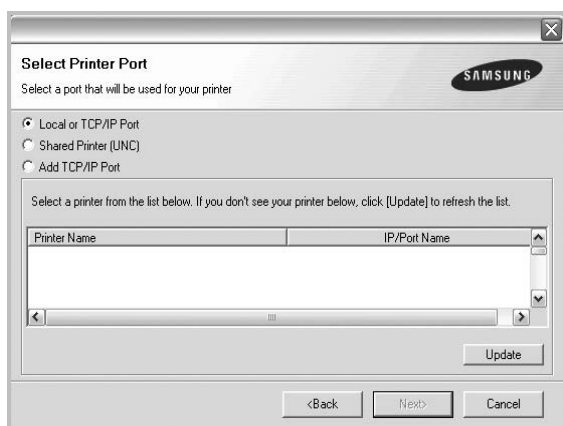 Select Printer Port
Select a port that will be used for your printer
SAMSUNG
Local or TCP/IP Port
Shared Printer (UNC)
Add TCP/IP Port
Select a printer from the list below. If you don't see your printer below, click [Update] to refresh the list.
Printer Name IP/Port Name
Update
<Back Next> Cancel